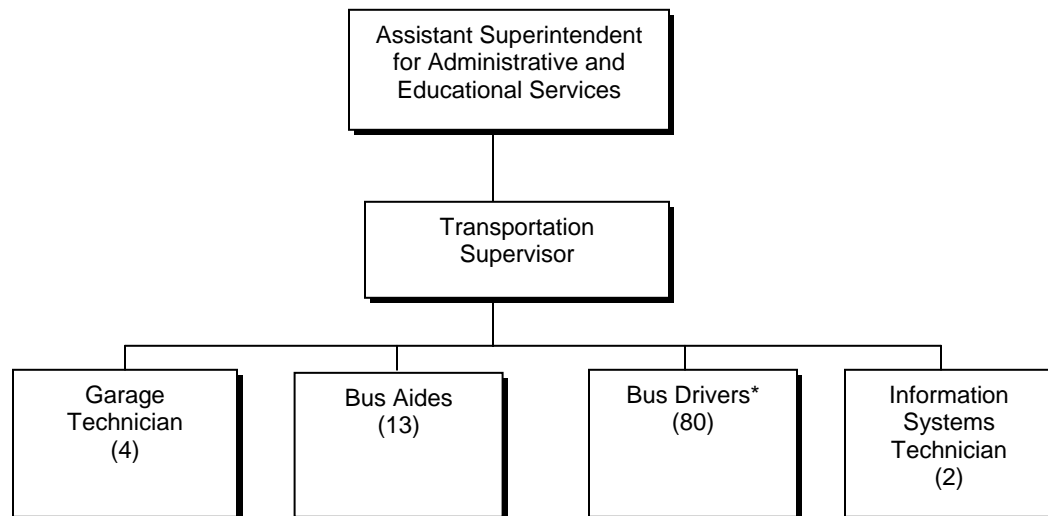 Assistant Superintendent
for Administrative and
Educational Services
Transportation
Supervisor
Garage
Technician
(4)
Bus Aides
(13)
Bus Drivers*
(80)
Information
Systems
Technician
(2)